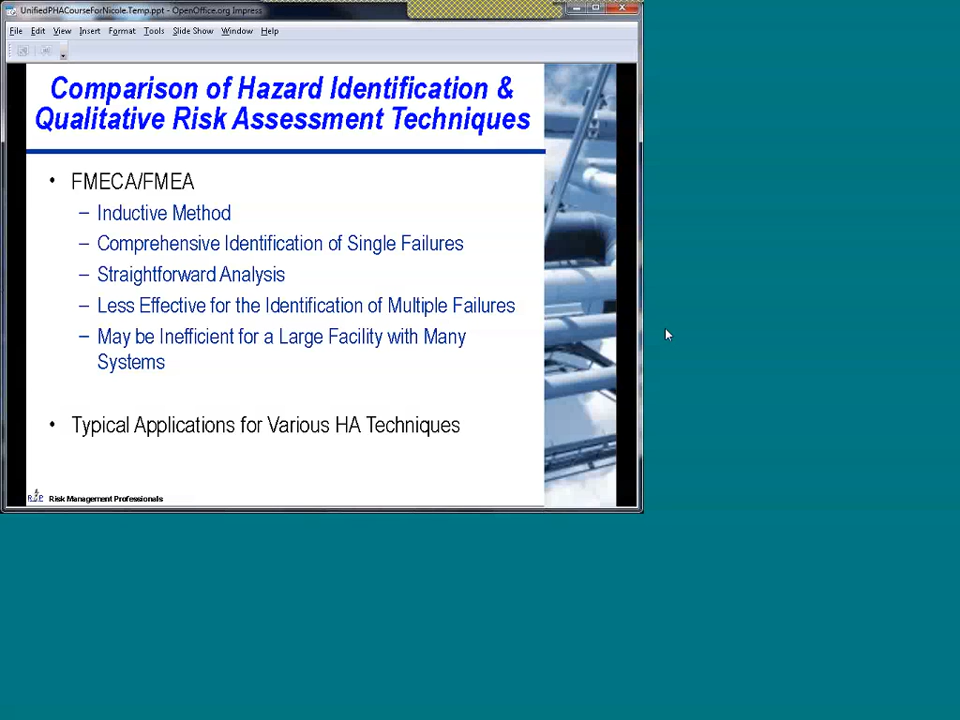 UnifiedPHACourseForNicole.Temp.ppt - OpenOffice.org Impress
File Edit View Insert Format Tools Slide Show Window Help
Comparison of Hazard Identification &
Qualitative Risk Assessment Techniques
• FMECA/FMEA
– Inductive Method
– Comprehensive Identification of Single Failures
– Straightforward Analysis
– Less Effective for the Identification of Multiple Failures
– May be Inefficient for a Large Facility with Many
Systems
• Typical Applications for Various HA Techniques
Risk Management Professionals